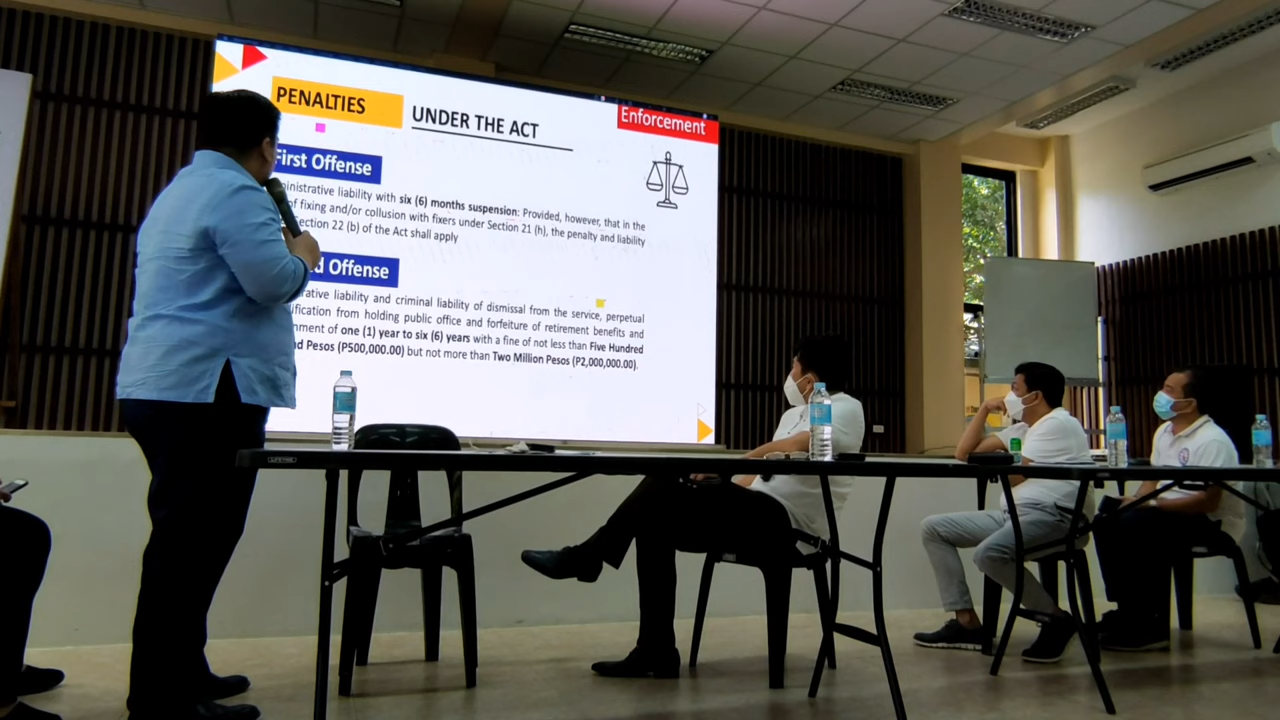 PENALTIES
UNDER THE ACT
Enforcement
First Offense
inistrative liability with six (6) months suspension: Provided, however, that in the
of fixing and/or collusion with fixers under Section 21 (h), the penalty and liability
Section 22 (b) of the Act shall apply
d Offense
rative liability and criminal liability of dismissal from the service, perpetual
ification from holding public office and forfeiture of retirement benefits and
nment of one (1) year to six (6) years with a fine of not less than Five Hundred
nd Pesos (P500,000.00) but not more than Two Million Pesos (P2,000,000.00).
LIFETIME